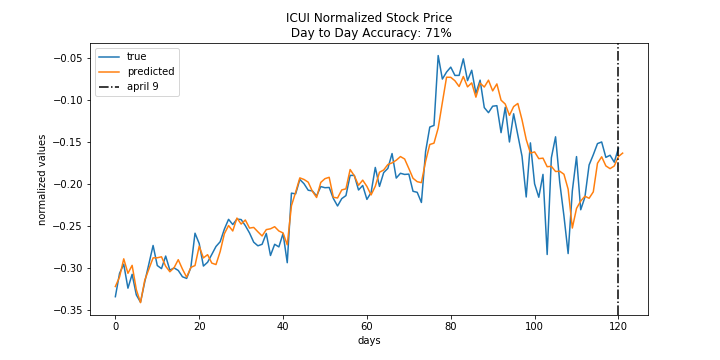 ICUI Normalized Stock Price
Day to Day Accuracy: 71%
true
predicted
april 9
normalized values
−0.05
−0.10
−0.15
−0.20
−0.25
−0.30
−0.35
0
20
40
60
80
100
120
days